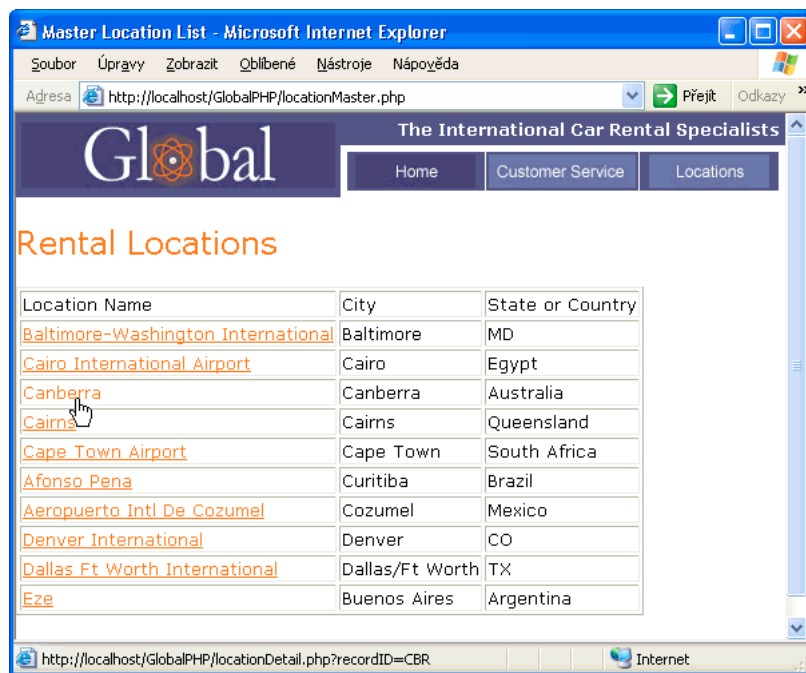 Master Location List - Microsoft Internet Explorer
Soubor Úpravy Zobrazit Oblíbené Nástroje Nápověda
Adresa http://localhost/GlobalPHP/locationMaster.php Přejít Odkazy »
Global The International Car Rental Specialists
Home Customer Service Locations
Rental Locations
Location Name City State or Country
Baltimore-Washington International Baltimore MD
Cairo International Airport Cairo Egypt
Canberra Canberra Australia
Cairns Cairns Queensland
Cape Town Airport Cape Town South Africa
Afonso Pena Curitiba Brazil
Aeropuerto Intl De Cozumel Cozumel Mexico
Denver International Denver CO
Dallas Ft Worth International Dallas/Ft Worth TX
Eze Buenos Aires Argentina
http://localhost/GlobalPHP/locationDetail.php?recordID=CBR Internet